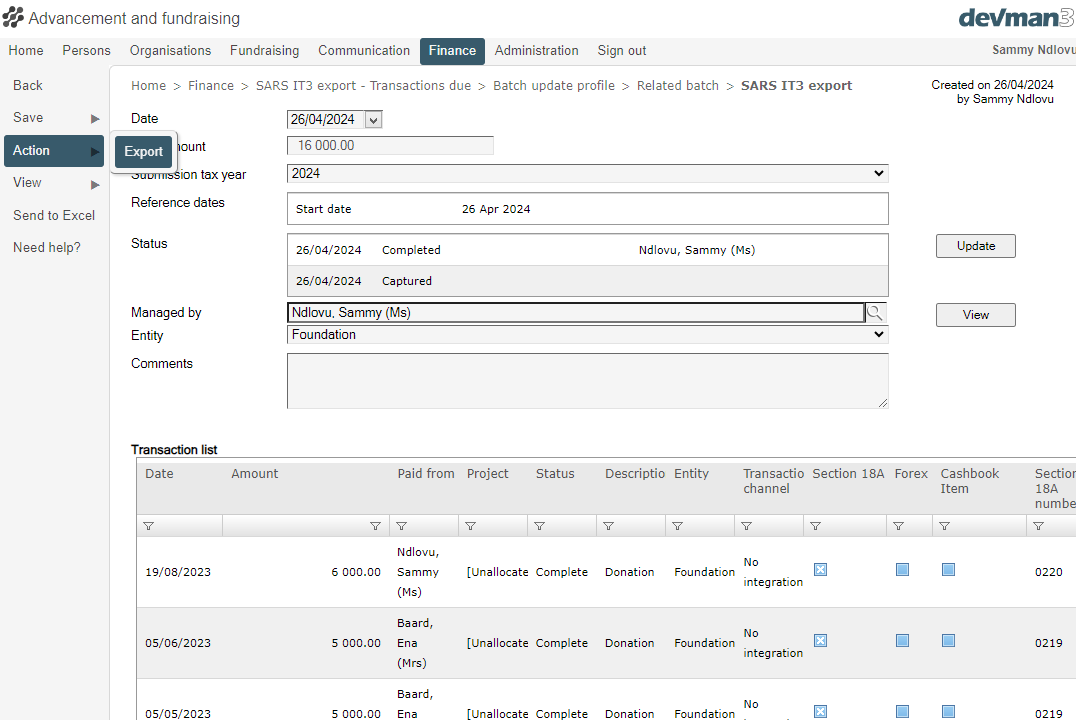 Advancement and fundraising
devman3
Home Persons Organisations Fundraising Communication Finance Administration Sign out Sammy Ndlovu
Back
Save
Action
View
Send to Excel
Need help?
Export
Home > Finance > SARS IT3 export - Transactions due > Batch update profile > Related batch > SARS IT3 export
Created on 26/04/2024
by Sammy Ndlovu
Date 26/04/2024
ount 16 000.00
Submission tax year 2024
Reference dates Start date 26 Apr 2024
Status 26/04/2024 Completed Ndlovu, Sammy (Ms) Update
26/04/2024 Captured
Managed by Ndlovu, Sammy (Ms) View
Entity Foundation
Comments
Transaction list
Date Amount Paid from Project Status Descriptio Entity Transactio channel Section 18A Forex Cashbook Item Section 18A numbe
19/08/2023 6 000.00 Ndlovu, Sammy (Ms) [Unallocate Complete Donation Foundation No integration 0220
05/06/2023 5 000.00 Baard, Ena (Mrs) [Unallocate Complete Donation Foundation No integration 0219
05/05/2023 5 000.00 Baard, Ena [Unallocate Complete Donation Foundation No 0219